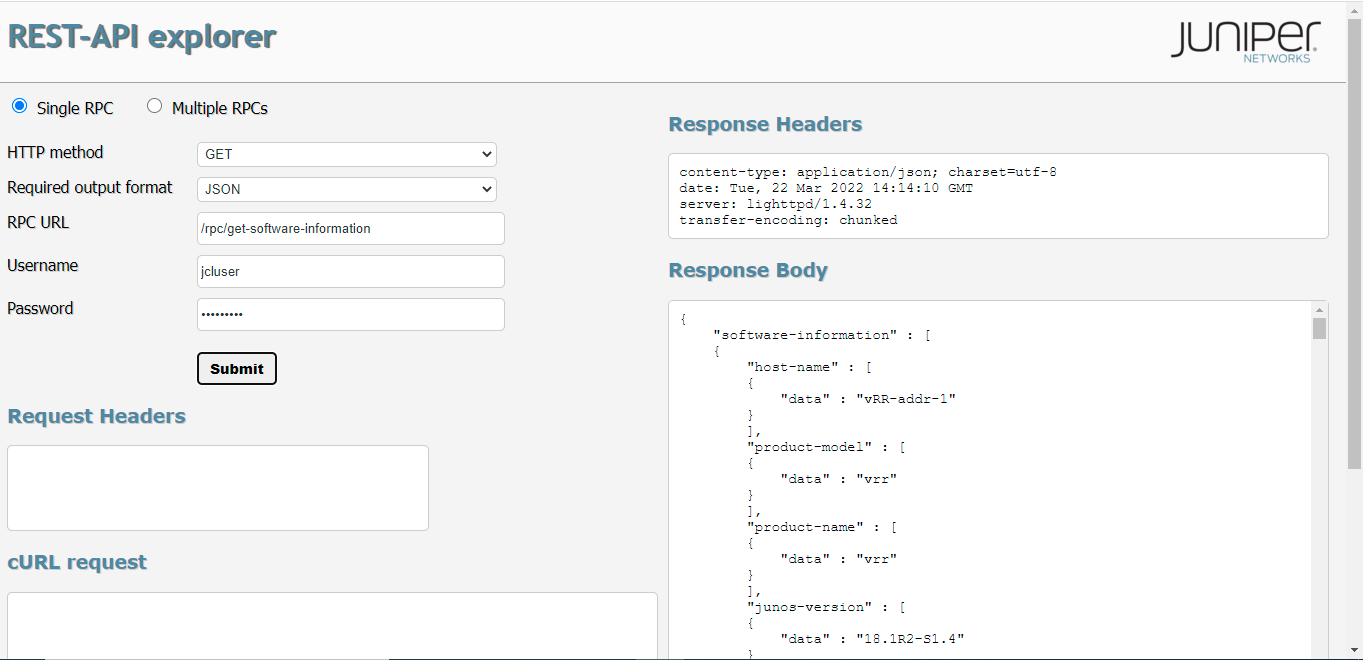 REST-API explorer
JUNIPER
NETWORKS
Single RPC Multiple RPCs
HTTP method GET
Required output format JSON
RPC URL /rpc/get-software-information
Username jcluser
Password •••••••••
Submit
Request Headers
cURL request
Response Headers
content-type: application/json; charset=utf-8
date: Tue, 22 Mar 2022 14:14:10 GMT
server: lighttpd/1.4.32
transfer-encoding: chunked
Response Body
{
"software-information" : [
{
"host-name" : [
{
"data" : "vRR-addr-1"
}
],
"product-model" : [
{
"data" : "vrr"
}
],
"product-name" : [
{
"data" : "vrr"
}
],
"junos-version" : [
{
"data" : "18.1R2-S1.4"
}